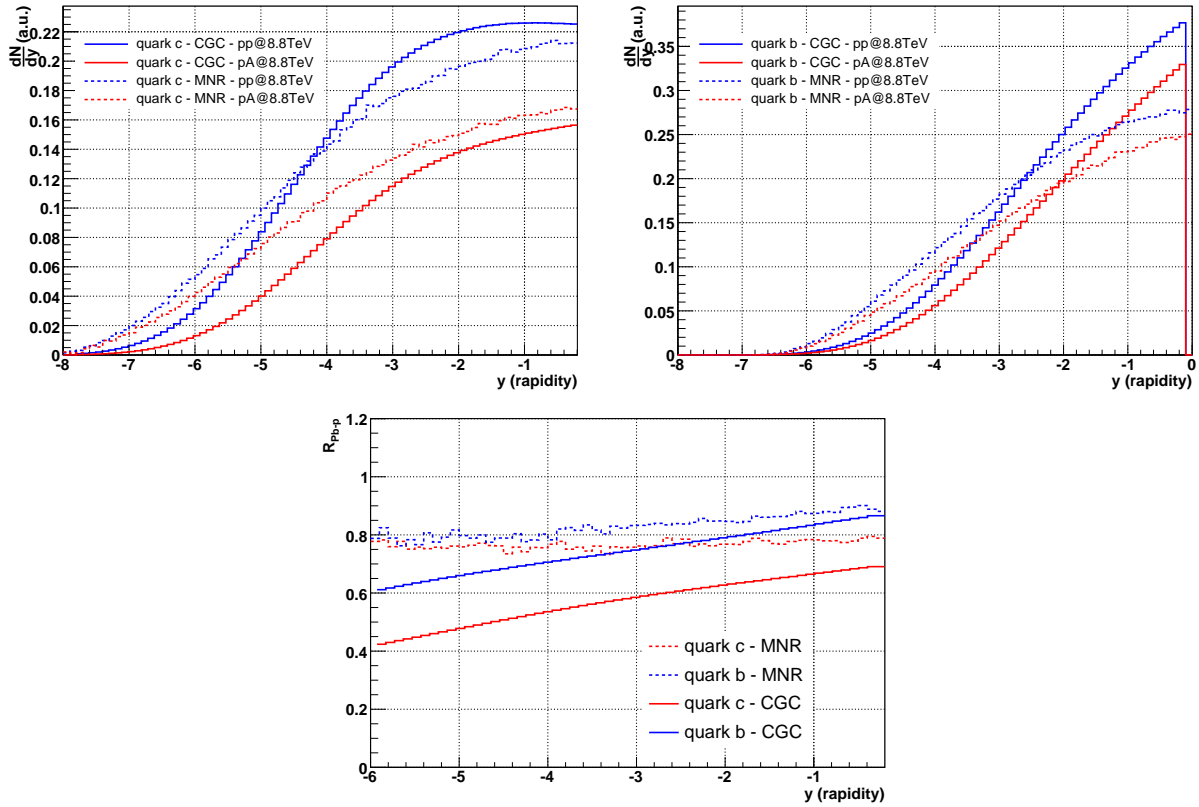 dN/dy (a.u.)
0.22
0.2
0.18
0.16
0.14
0.12
0.1
0.08
0.06
0.04
0.02
0
quark c - CGC - pp@8.8TeV
quark c - CGC - pA@8.8TeV
quark c - MNR - pp@8.8TeV
quark c - MNR - pA@8.8TeV
-8 -7 -6 -5 -4 -3 -2 -1
y (rapidity)
dN/dy (a.u.)
0.35
0.3
0.25
0.2
0.15
0.1
0.05
0
quark b - CGC - pp@8.8TeV
quark b - CGC - pA@8.8TeV
quark b - MNR - pp@8.8TeV
quark b - MNR - pA@8.8TeV
-8 -7 -6 -5 -4 -3 -2 -1 0
y (rapidity)
R_Pb-p
1.2
1
0.8
0.6
0.4
0.2
0
quark c - MNR
quark b - MNR
quark c - CGC
quark b - CGC
-6 -5 -4 -3 -2 -1
y (rapidity)